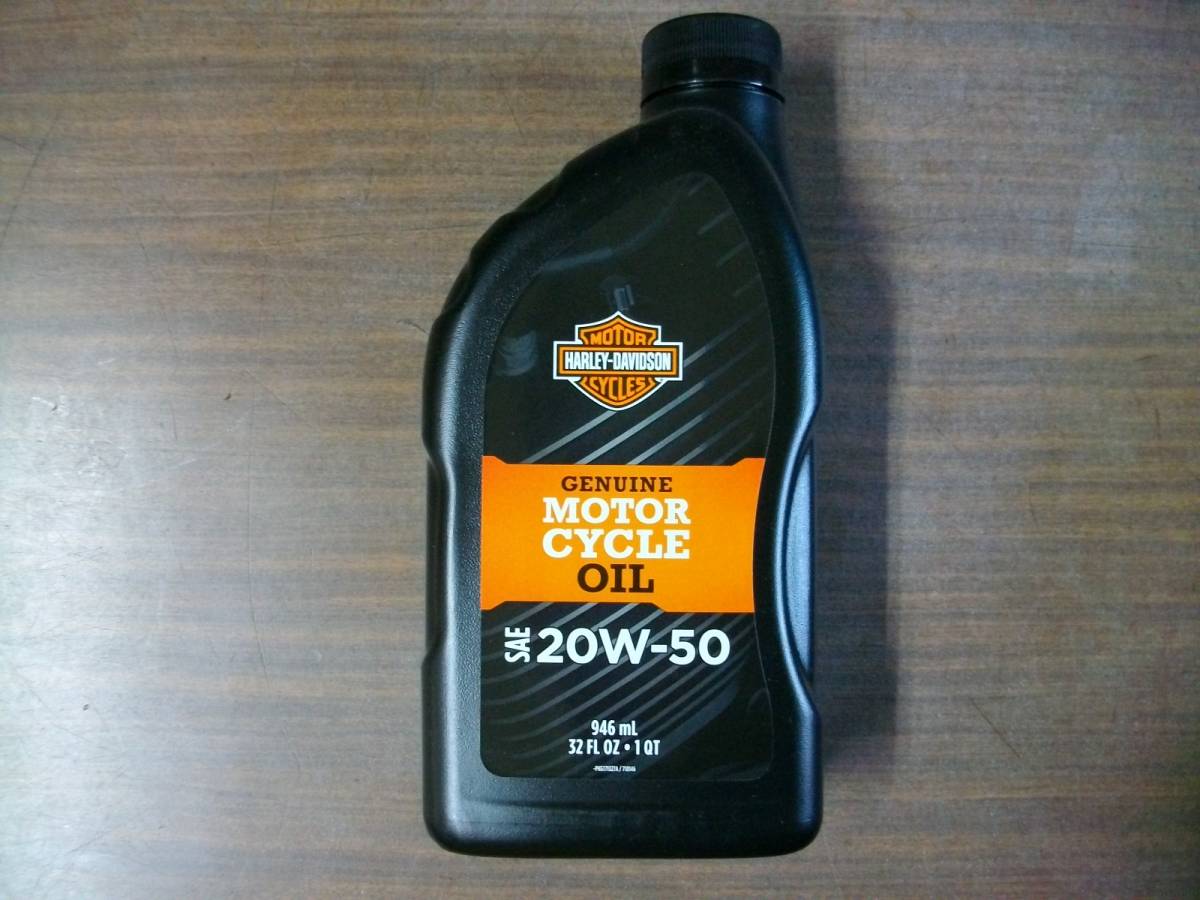 MOTOR
HARLEY-DAVIDSON
CYCLES
GENUINE
MOTOR
CYCLE
OIL
SAE 20W-50
946 mL
32 FL OZ • 1 QT